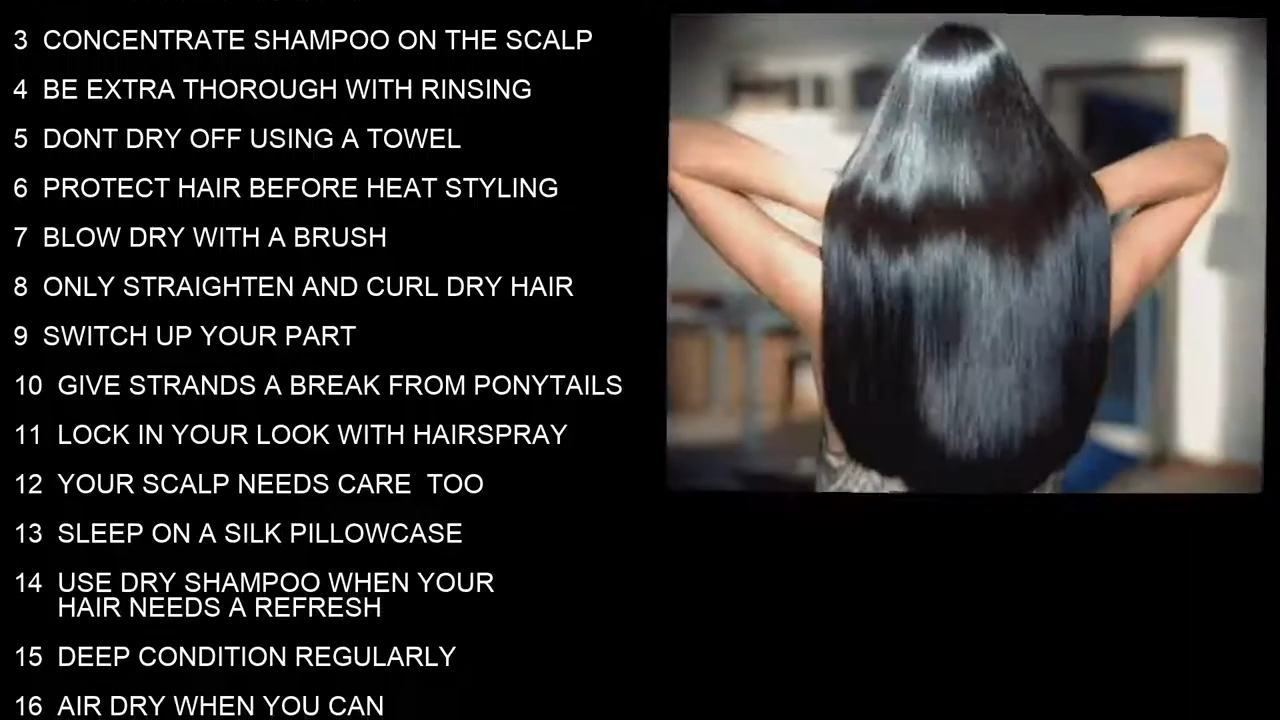 3 CONCENTRATE SHAMPOO ON THE SCALP
4 BE EXTRA THOROUGH WITH RINSING
5 DONT DRY OFF USING A TOWEL
6 PROTECT HAIR BEFORE HEAT STYLING
7 BLOW DRY WITH A BRUSH
8 ONLY STRAIGHTEN AND CURL DRY HAIR
9 SWITCH UP YOUR PART
10 GIVE STRANDS A BREAK FROM PONYTAILS
11 LOCK IN YOUR LOOK WITH HAIRSPRAY
12 YOUR SCALP NEEDS CARE  TOO
13 SLEEP ON A SILK PILLOWCASE
14 USE DRY SHAMPOO WHEN YOUR
HAIR NEEDS A REFRESH
15 DEEP CONDITION REGULARLY
16 AIR DRY WHEN YOU CAN